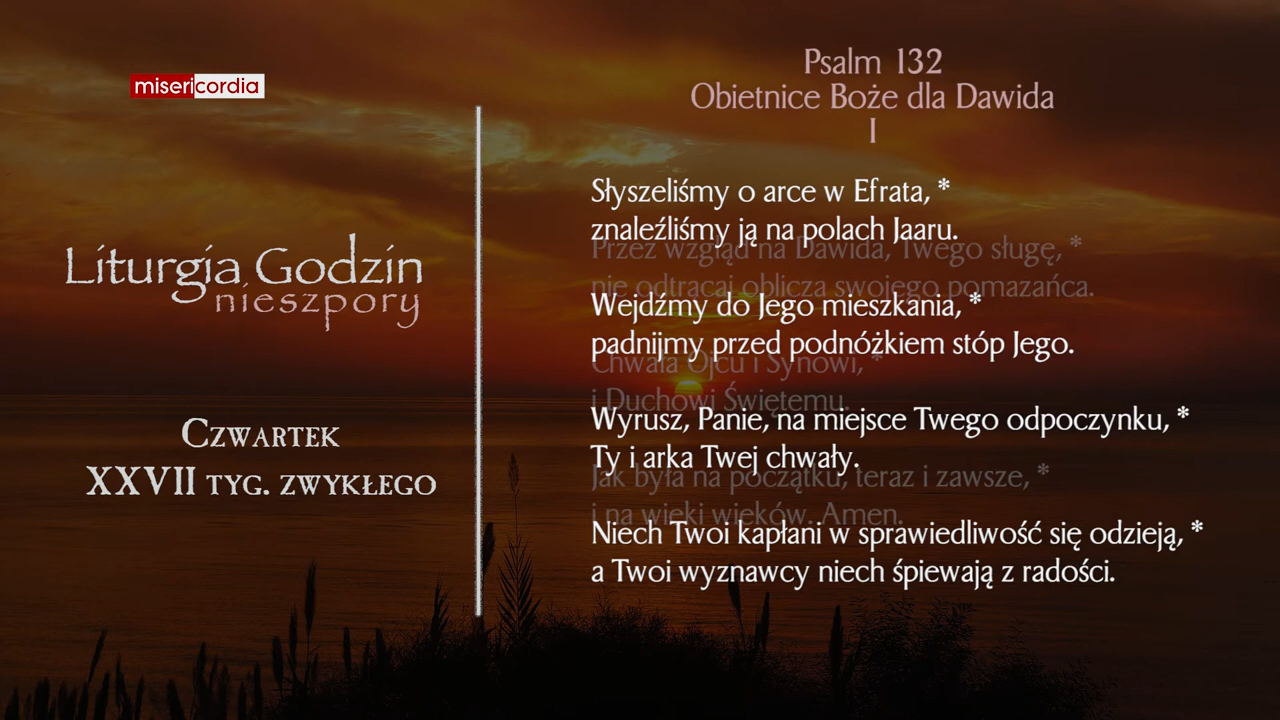 misericordia
Liturgia Godzin
nieszpory
Czwartek
XXVII tyg. zwykłego
Psalm 132
Obietnice Boże dla Dawida
I
Słyszeliśmy o arce w Efrata, *
znaleźliśmy ją na polach Jaaru.
Przez wzgląd na Dawida, Twego sługę, *
nie odtrącaj oblicza swojego pomazańca.
Wejdźmy do Jego mieszkania, *
padnijmy przed podnóżkiem stóp Jego.
Chwała Ojcu i Synowi, *
i Duchowi Świętemu.
Wyrusz, Panie, na miejsce Twego odpoczynku, *
Ty i arka Twej chwały.
Jak była na początku, teraz i zawsze, *
i na wieki wieków. Amen.
Niech Twoi kapłani w sprawiedliwość się odzieją, *
a Twoi wyznawcy niech śpiewają z radości.